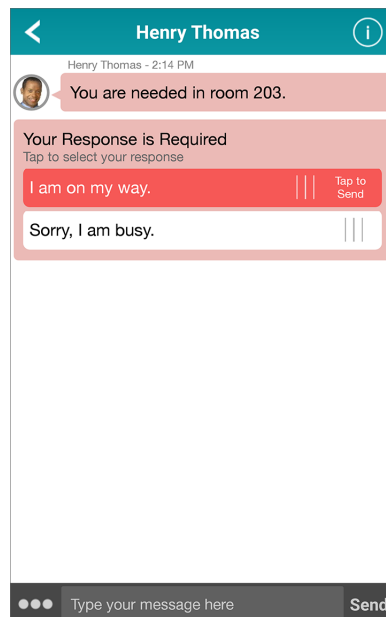 Henry Thomas
Henry Thomas - 2:14 PM
You are needed in room 203.
Your Response is Required
Tap to select your response
I am on my way.
Tap to
Send
Sorry, I am busy.
Type your message here
Send